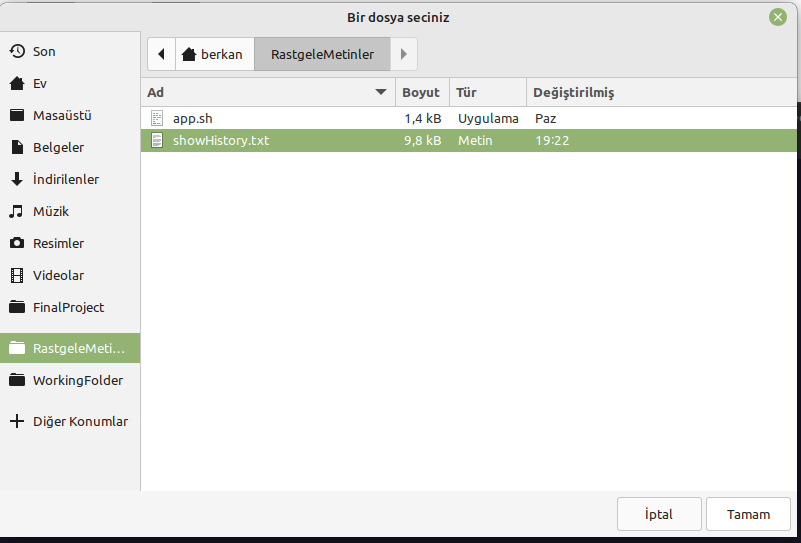 Bir dosya seciniz
Son
Ev
Masaüstü
Belgeler
İndirilenler
Müzik
Resimler
Videolar
FinalProject
RastgeleMeti...
WorkingFolder
Diğer Konumlar
berkan RastgeleMetinler
Ad Boyut Tür Değiştirilmiş
app.sh 1,4 kB Uygulama Paz
showHistory.txt 9,8 kB Metin 19:22
İptal Tamam